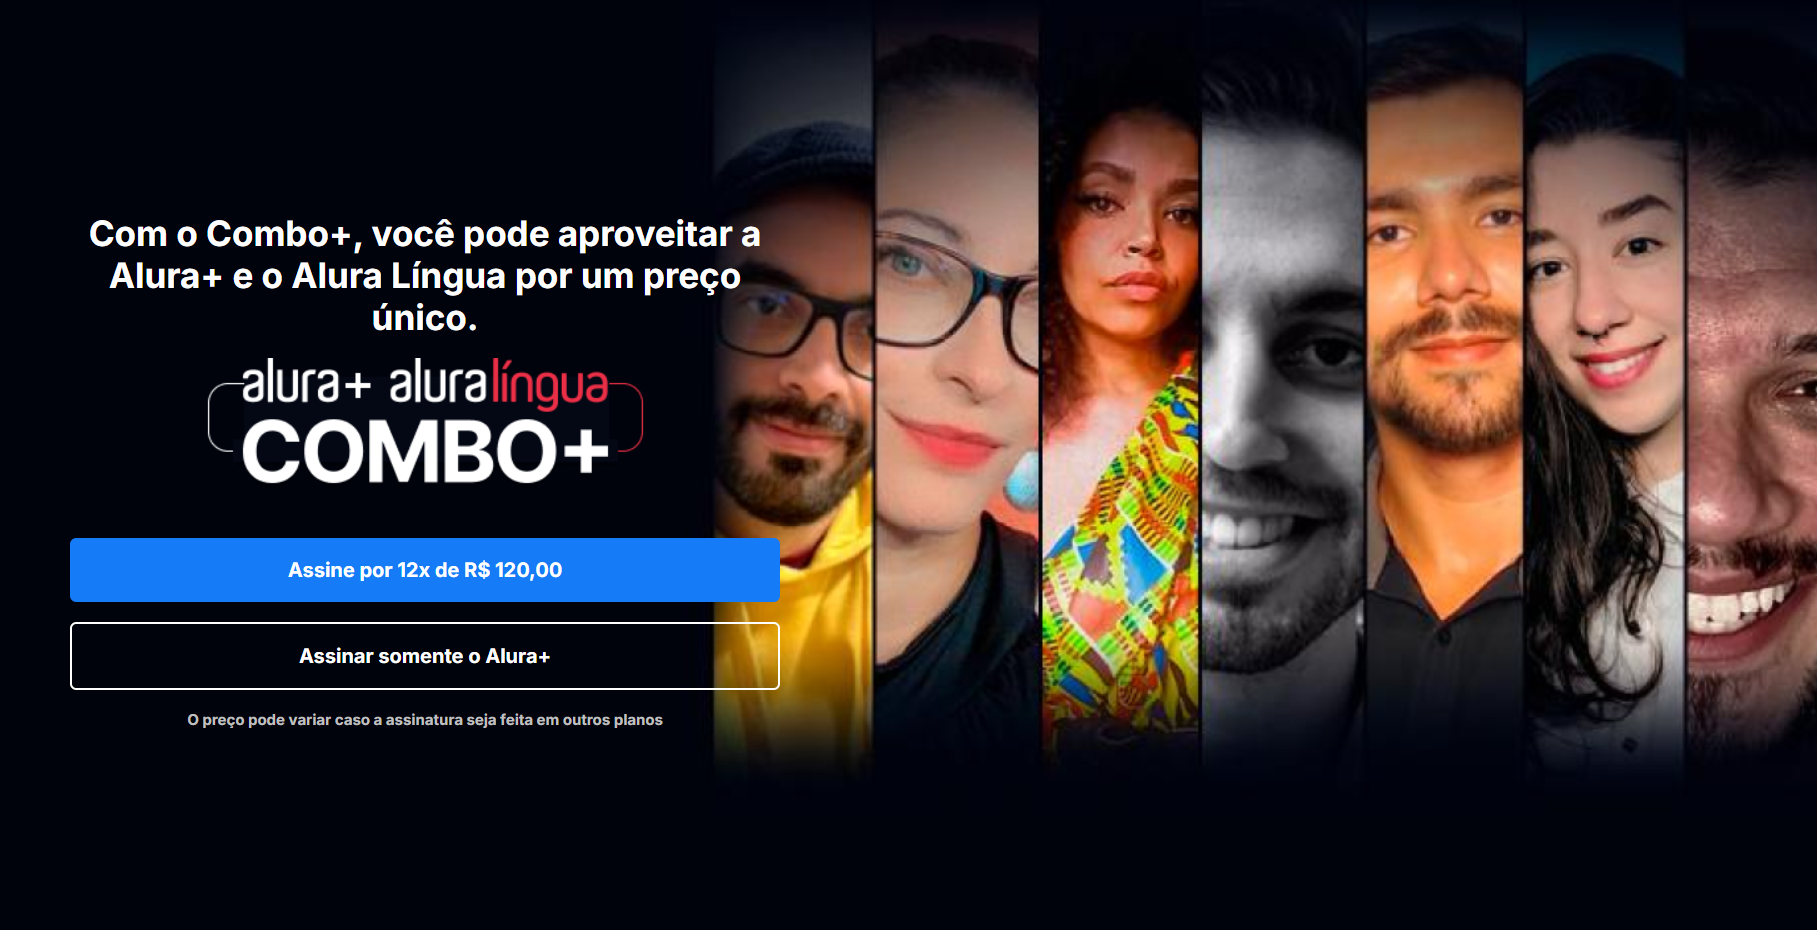 Com o Combo+, você pode aproveitar a
Alura+ e o Alura Língua por um preço
único.
alura+ aluralíngua
COMBO+
Assine por 12x de R$ 120,00
Assinar somente o Alura+
O preço pode variar caso a assinatura seja feita em outros planos